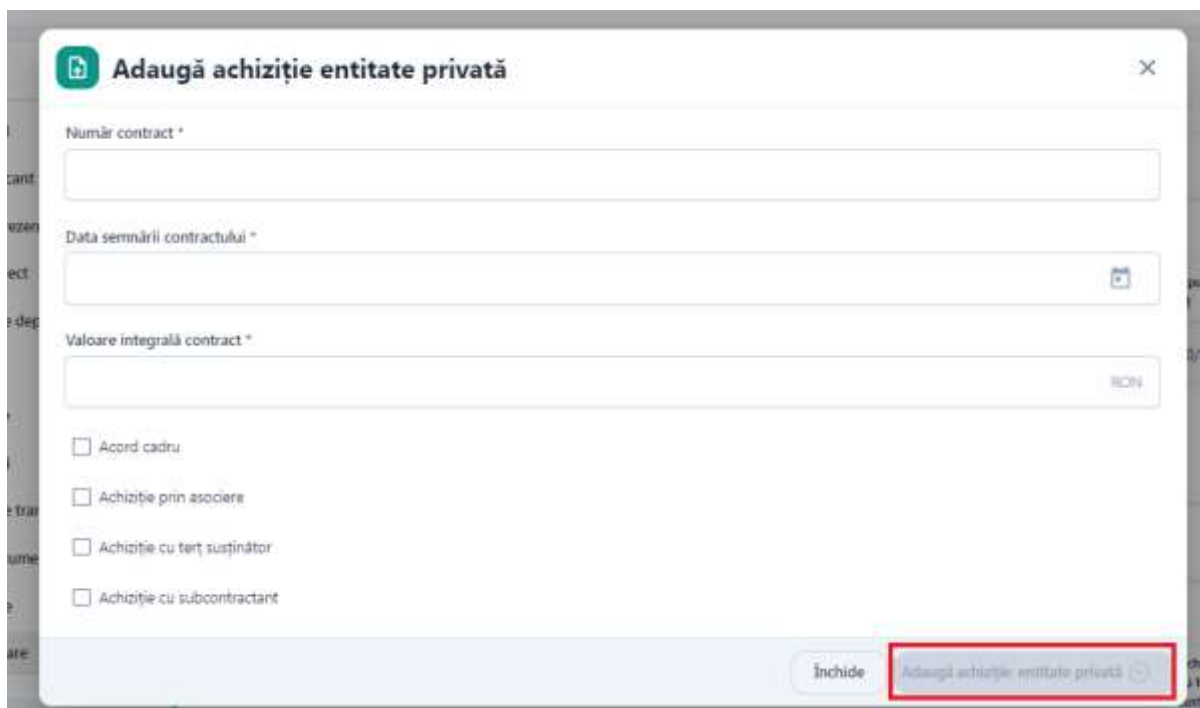 Adaugă achiziție entitate privată
Număr contract *
Data semnării contractului *
Valoare integrală contract *
RON
Acord cadru
Achiziție prin asociere
Achiziție cu terț susținător
Achiziție cu subcontractant
Închide
Adaugă achiziție entitate privată